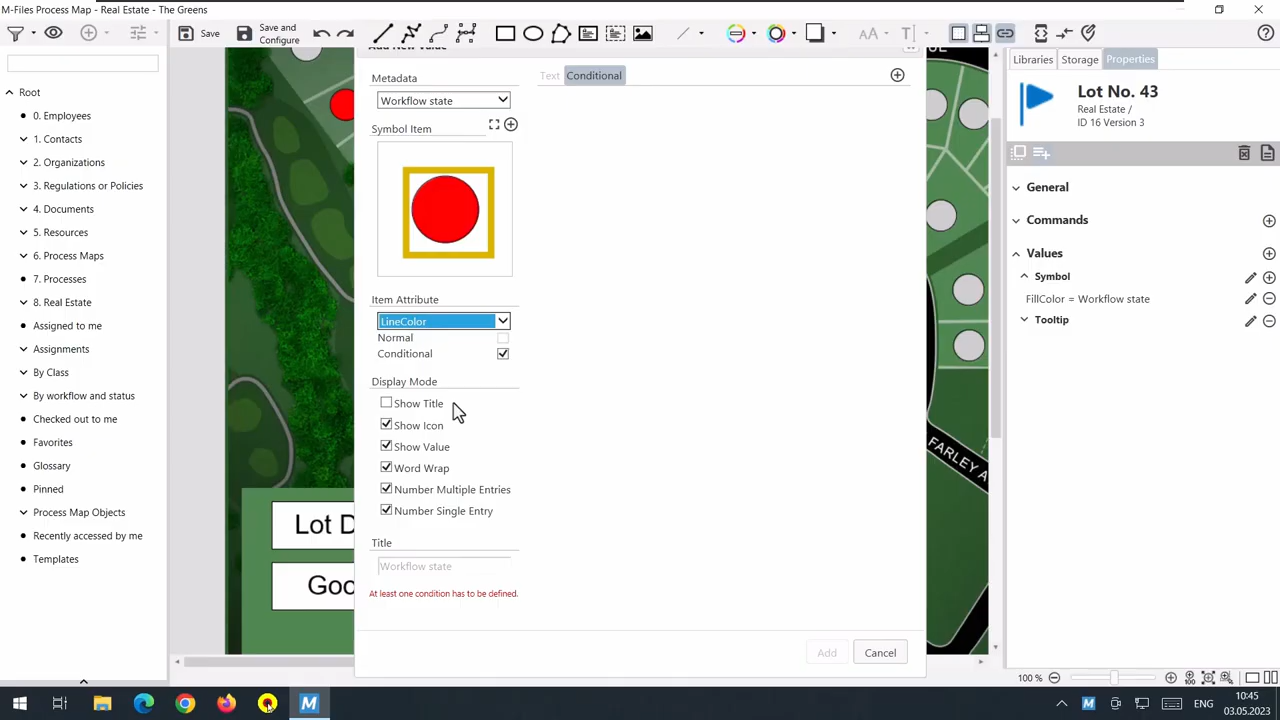 M-Files Process Map - Real Estate - The Greens
Save
Save and
Configure
AA
T
Root
0. Employees
1. Contacts
2. Organizations
3. Regulations or Policies
4. Documents
5. Resources
6. Process Maps
7. Processes
8. Real Estate
Assigned to me
Assignments
By Class
By workflow and status
Checked out to me
Favorites
Glossary
Pinned
Process Map Objects
Recently accessed by me
Templates
Lot D
Goo
Add New Value
Metadata
Workflow state
Symbol Item
Item Attribute
LineColor
Normal
Conditional
Display Mode
Show Title
Show Icon
Show Value
Word Wrap
Number Multiple Entries
Number Single Entry
Title
Workflow state
At least one condition has to be defined.
Text
Conditional
Add
Cancel
UE
FARLEY A
Libraries
Storage
Properties
Lot No. 43
Real Estate /
ID 16 Version 3
General
Commands
Values
Symbol
FillColor = Workflow state
Tooltip
100 %
ENG
10:45
03.05.2023